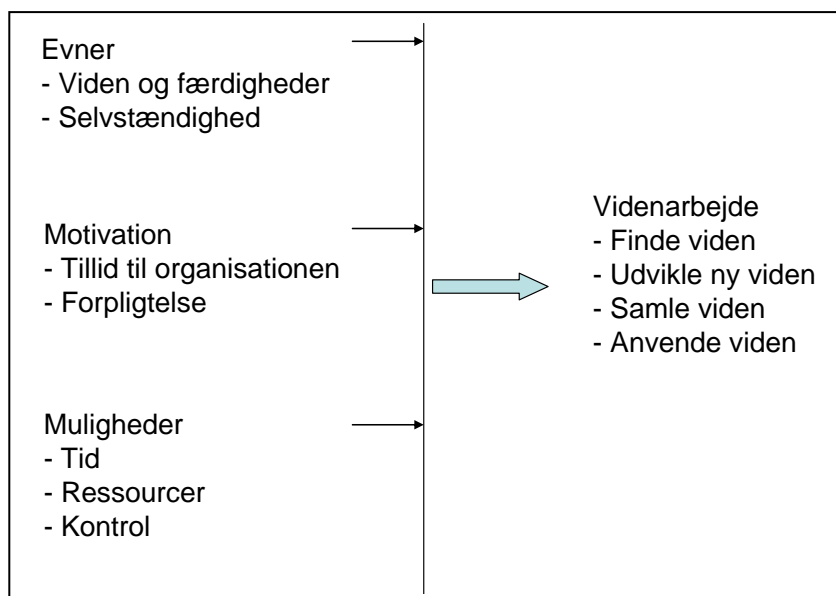 Evner
- Viden og færdigheder
- Selvstændighed
Motivation
- Tillid til organisationen
- Forpligtelse
Muligheder
- Tid
- Ressourcer
- Kontrol
Videnarbejde
- Finde viden
- Udvikle ny viden
- Samle viden
- Anvende viden